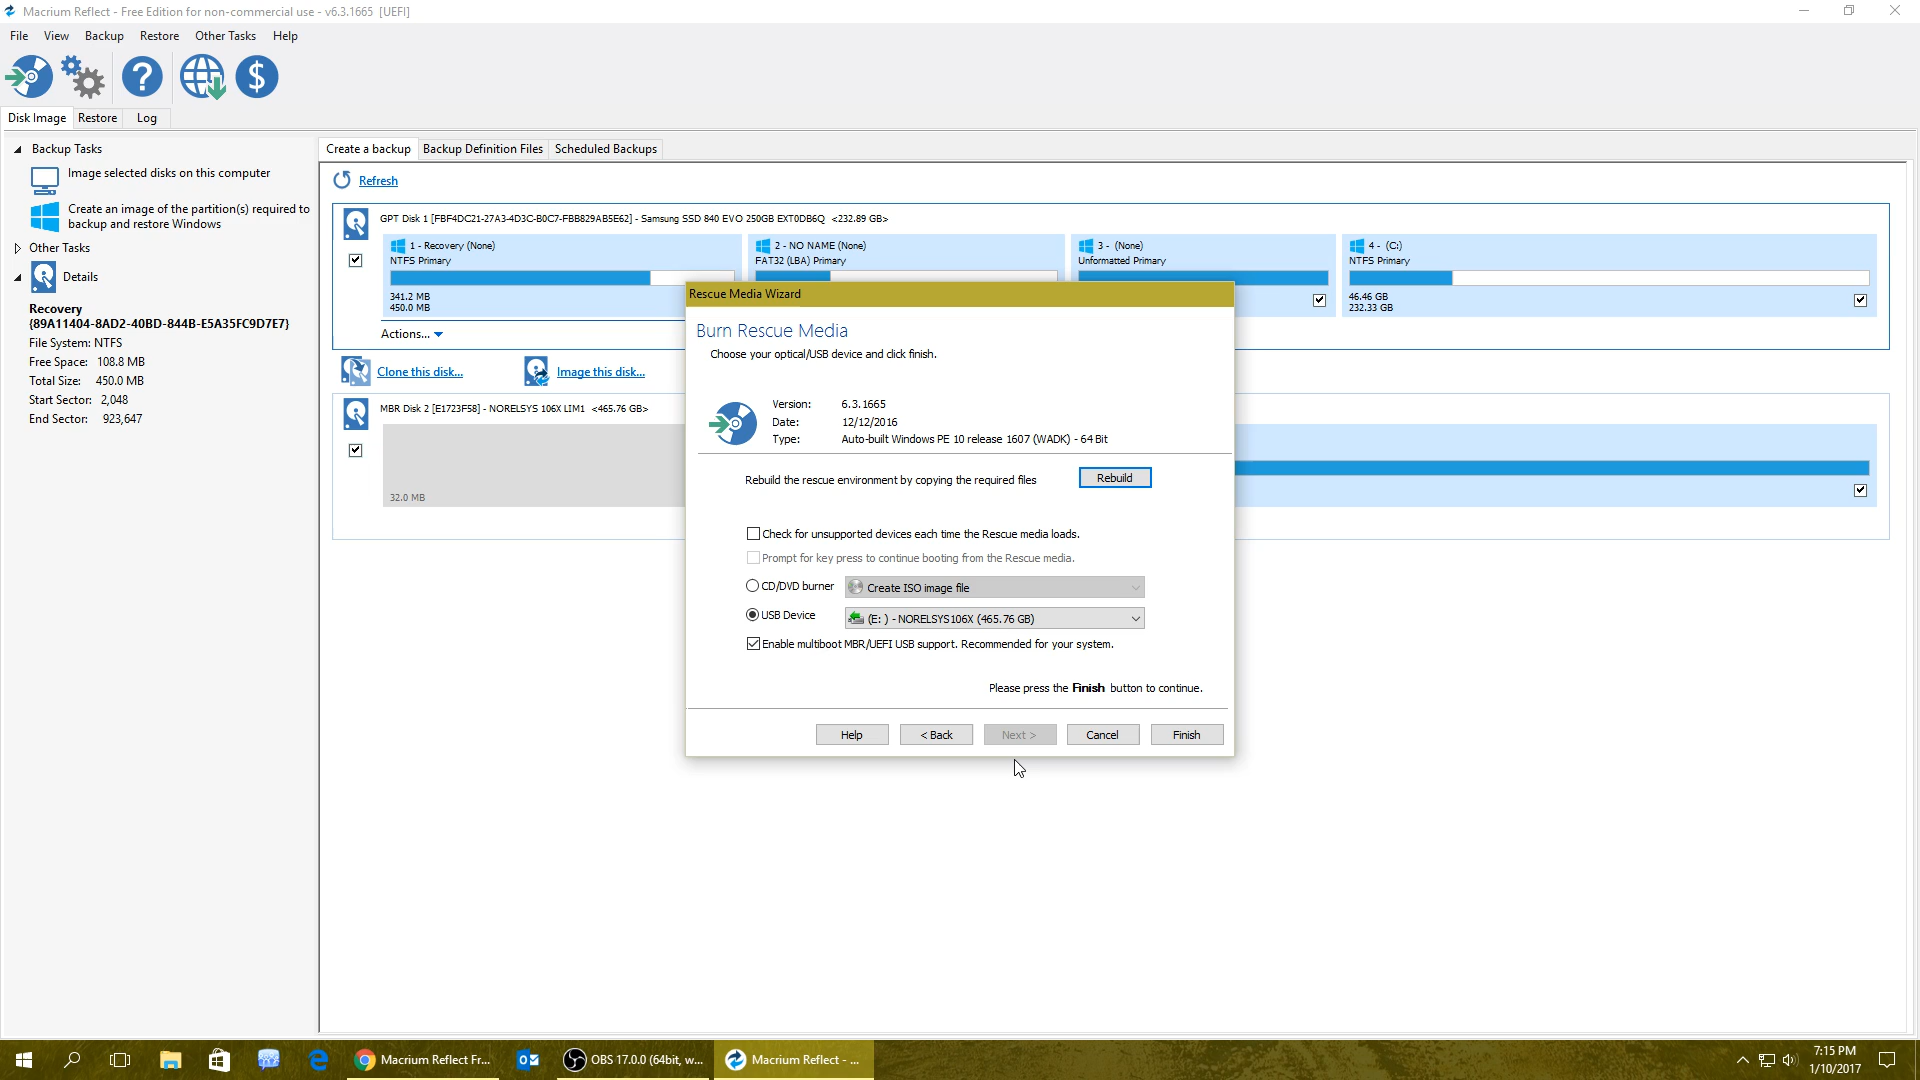 Macrium Reflect - Free Edition for non-commercial use - v6.3.1665 [UEFI]
File View Backup Restore Other Tasks Help
Disk Image Restore Log
Backup Tasks
Image selected disks on this computer
Create an image of the partition(s) required to
backup and restore Windows
Other Tasks
Details
Recovery
{89A11404-8AD2-40BD-844B-E5A35FC9D7E7}
File System: NTFS
Free Space: 108.8 MB
Total Size: 450.0 MB
Start Sector: 2,048
End Sector: 923,647
Create a backup Backup Definition Files Scheduled Backups
Refresh
GPT Disk 1 [FBF4DC21-27A3-4D3C-B0C7-FBB829AB5E62] - Samsung SSD 840 EVO 250GB EXT0DB6Q <232.89 GB>
1 - Recovery (None)
NTFS Primary
341.2 MB
450.0 MB
2 - NO NAME (None)
FAT32 (LBA) Primary
3 - (None)
Unformatted Primary
4 - (C:)
NTFS Primary
46.46 GB
232.33 GB
Actions...
Clone this disk... Image this disk...
MBR Disk 2 [E1723F58] - NORELSYS 106X LIM1 <465.76 GB>
32.0 MB
Rescue Media Wizard
Burn Rescue Media
Choose your optical/USB device and click finish.
Version: 6.3.1665
Date: 12/12/2016
Type: Auto-built Windows PE 10 release 1607 (WADK) - 64 Bit
Rebuild the rescue environment by copying the required files Rebuild
Check for unsupported devices each time the Rescue media loads.
Prompt for key press to continue booting from the Rescue media.
CD/DVD burner Create ISO image file
USB Device (E: ) - NORELSYS106X (465.76 GB)
Enable multiboot MBR/UEFI USB support. Recommended for your system.
Please press the Finish button to continue.
Help < Back Next > Cancel Finish
Macrium Reflect Fr... OBS 17.0.0 (64bit, w... Macrium Reflect - ...
7:15 PM
1/10/2017